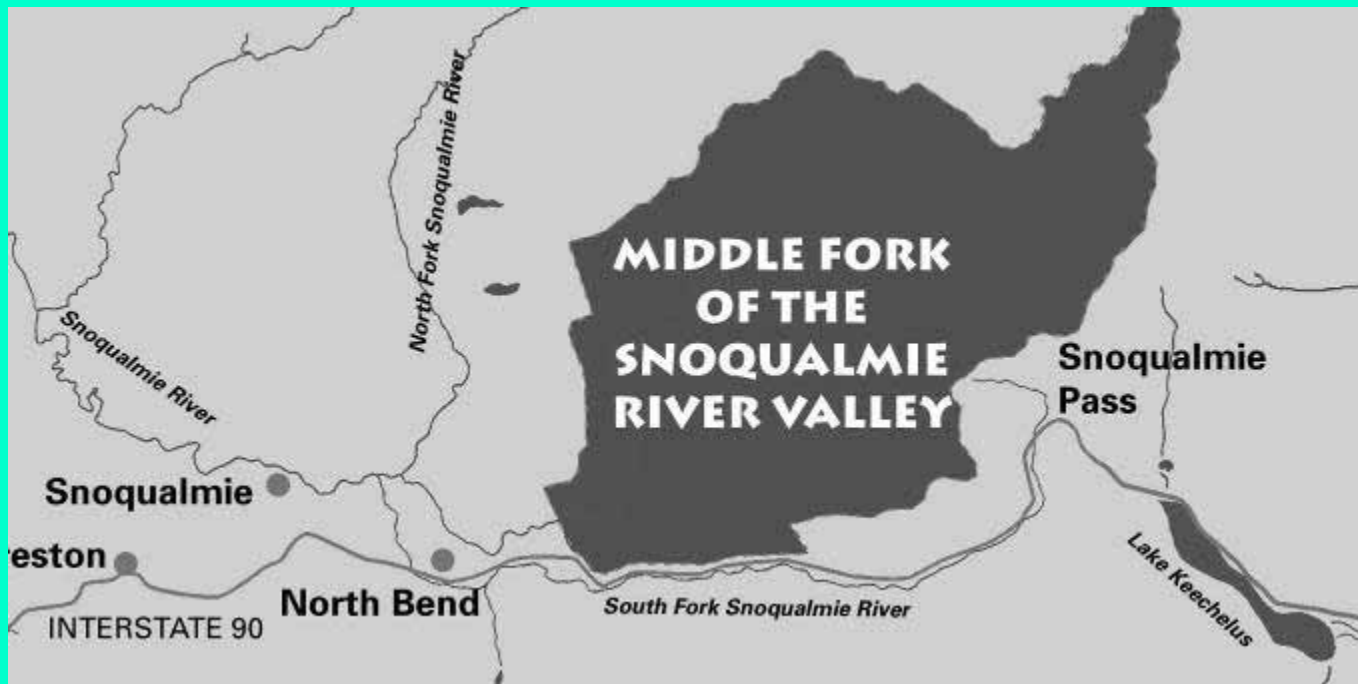 North Fork Snoqualmie River
MIDDLE FORK
OF THE
SNOQUALMIE
RIVER VALLEY
Snoqualmie River
Snoqualmie
Pass
Snoqualmie
reston
North Bend
South Fork Snoqualmie River
Lake Keechelus
INTERSTATE 90